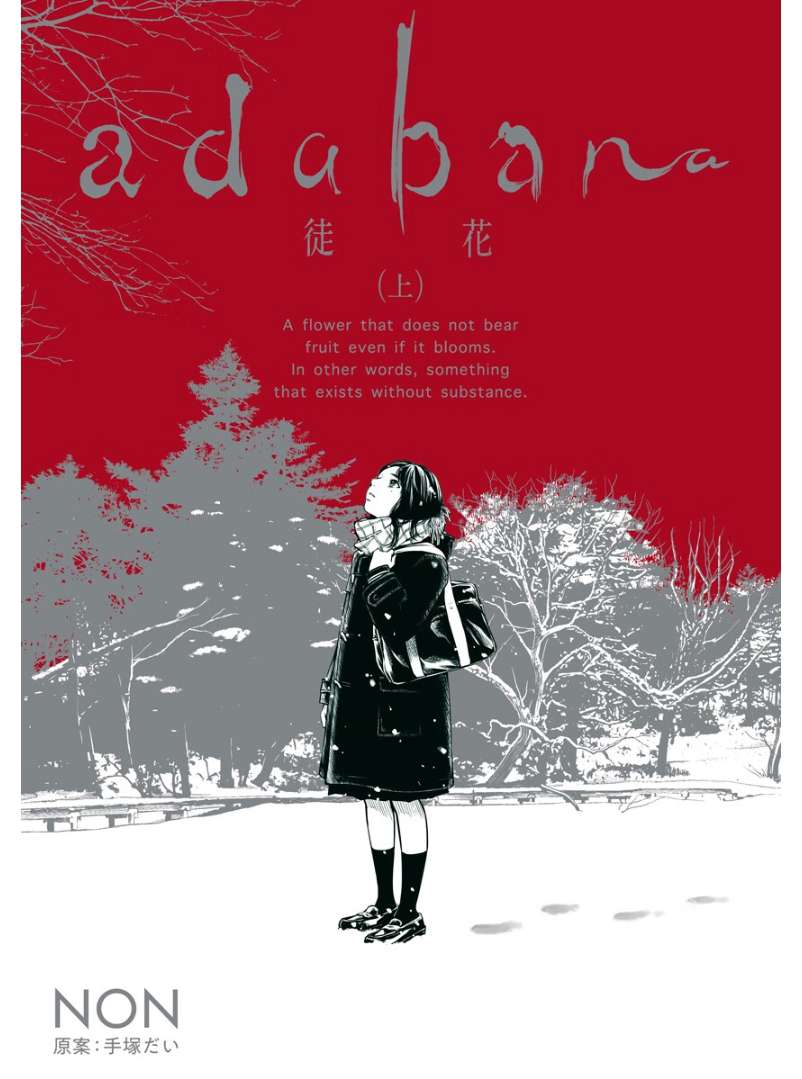 adabana
徒花
（上）
A flower that does not bear
fruit even if it blooms.
In other words, something
that exists without substance.
NON
原案：手塚だい